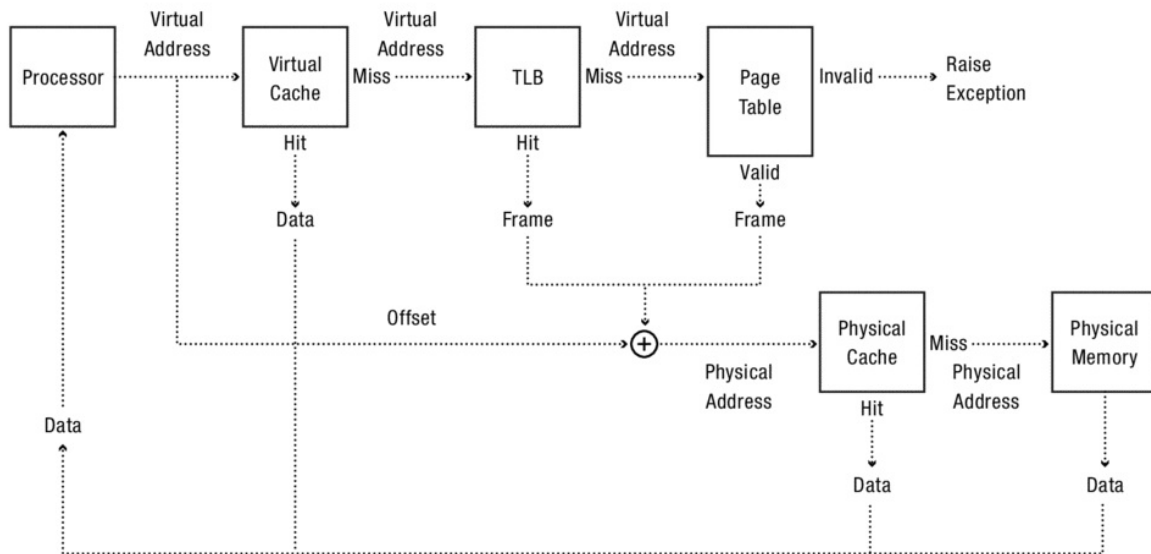 Virtual
Address
Virtual
Address
Virtual
Address
Processor
Virtual
Cache
Miss
TLB
Miss
Page
Table
Invalid
Raise
Exception
Hit
Hit
Valid
Data
Frame
Frame
Offset
Physical
Cache
Miss
Physical
Memory
Physical
Address
Physical
Address
Hit
Data
Data
Data